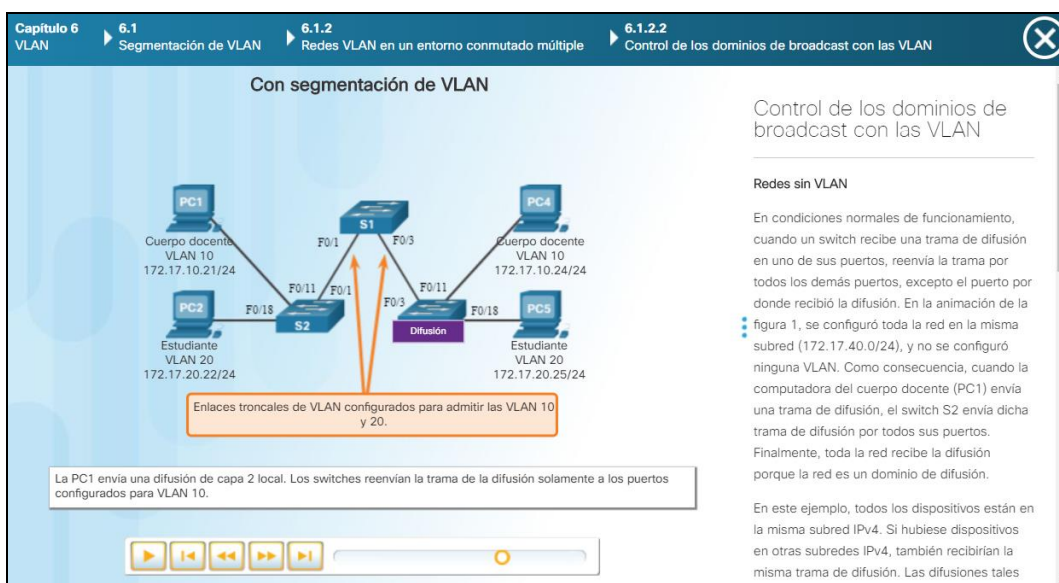 Capítulo 6
VLAN
6.1
Segmentación de VLAN
6.1.2
Redes VLAN en un entorno conmutado múltiple
6.1.2.2
Control de los dominios de broadcast con las VLAN
Con segmentación de VLAN
PC1
Cuerpo docente
VLAN 10
172.17.10.21/24
PC2
Estudiante
VLAN 20
172.17.20.22/24
F0/18
F0/11
F0/1
S2
F0/1
S1
F0/3
F0/3
F0/11
F0/18
Difusión
PC4
Cuerpo docente
VLAN 10
172.17.10.24/24
PC5
Estudiante
VLAN 20
172.17.20.25/24
Enlaces troncales de VLAN configurados para admitir las VLAN 10
y 20.
La PC1 envía una difusión de capa 2 local. Los switches reenvían la trama de la difusión solamente a los puertos
configurados para VLAN 10.
Control de los dominios de
broadcast con las VLAN
Redes sin VLAN
En condiciones normales de funcionamiento,
cuando un switch recibe una trama de difusión
en uno de sus puertos, reenvía la trama por
todos los demás puertos, excepto el puerto por
donde recibió la difusión. En la animación de la
figura 1, se configuró toda la red en la misma
subred (172.17.40.0/24), y no se configuró
ninguna VLAN. Como consecuencia, cuando la
computadora del cuerpo docente (PC1) envía
una trama de difusión, el switch S2 envía dicha
trama de difusión por todos sus puertos.
Finalmente, toda la red recibe la difusión
porque la red es un dominio de difusión.
En este ejemplo, todos los dispositivos están en
la misma subred IPv4. Si hubiese dispositivos
en otras subredes IPv4, también recibirían la
misma trama de difusión. Las difusiones tales